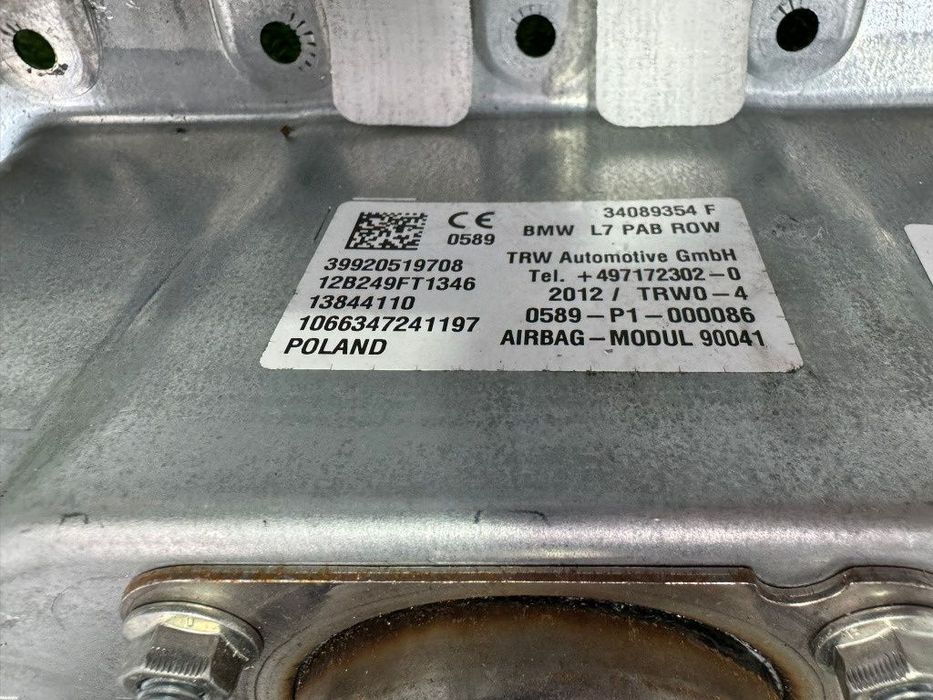 34089354 F
CE
0589
BMW L7 PAB ROW
39920519708
12B249FT1346
13844110
1066347241197
POLAND
TRW Automotive GmbH
Tel. +497172302-0
2012 / TRW0-4
0589-P1-000086
AIRBAG-MODUL 90041